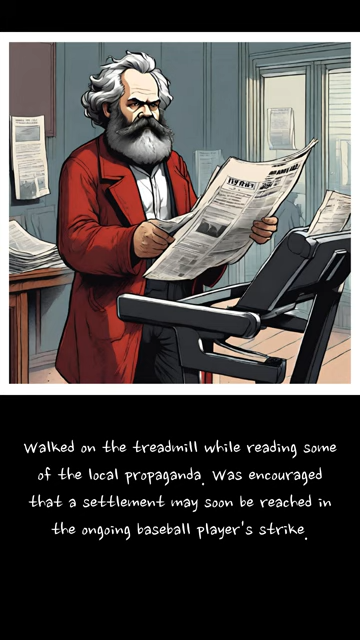 Walked on the treadmill while reading some
of the local propaganda. Was encouraged
that a settlement may soon be reached in
the ongoing baseball player's strike.